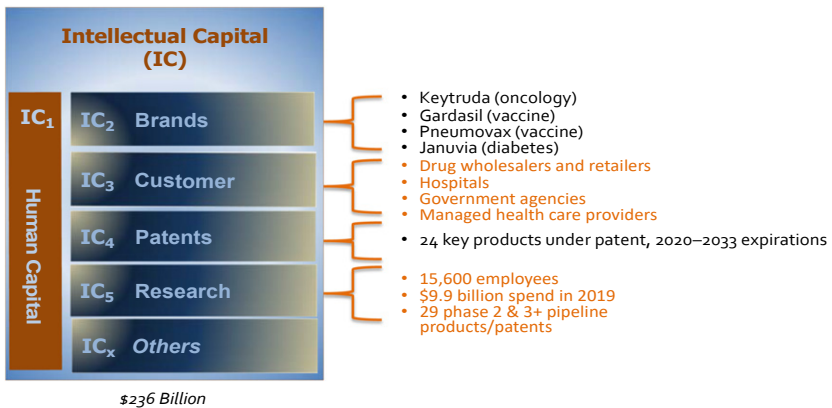 Intellectual Capital
(IC)
IC₁
Human Capital
IC₂ Brands
• Keytruda (oncology)
• Gardasil (vaccine)
• Pneumovax (vaccine)
• Januvia (diabetes)
IC₃ Customer
• Drug wholesalers and retailers
• Hospitals
• Government agencies
• Managed health care providers
IC₄ Patents
• 24 key products under patent, 2020–2033 expirations
IC₅ Research
• 15,600 employees
• $9.9 billion spend in 2019
• 29 phase 2 & 3+ pipeline
products/patents
ICₓ Others
$236 Billion